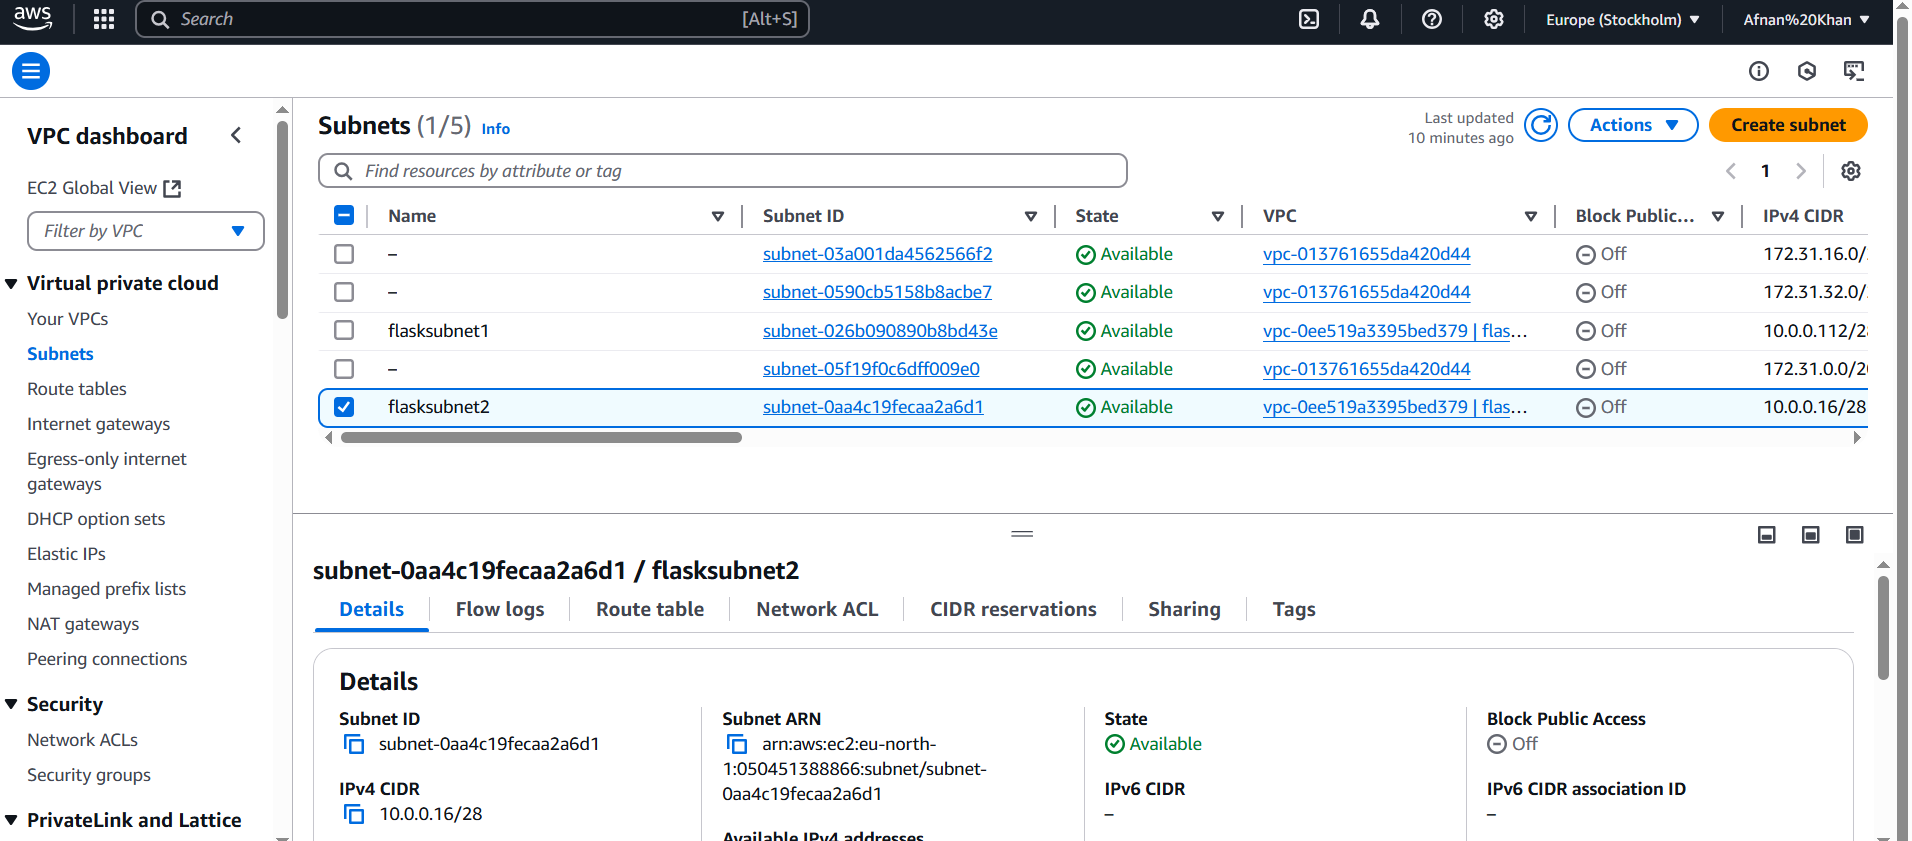 aws
Search [Alt+S]
Europe (Stockholm)
Afnan%20Khan
VPC dashboard
EC2 Global View
Filter by VPC
Virtual private cloud
Your VPCs
Subnets
Route tables
Internet gateways
Egress-only internet
gateways
DHCP option sets
Elastic IPs
Managed prefix lists
NAT gateways
Peering connections
Security
Network ACLs
Security groups
PrivateLink and Lattice
Subnets (1/5) Info
Last updated
10 minutes ago
Actions
Create subnet
Find resources by attribute or tag
1
Name Subnet ID State VPC Block Public... IPv4 CIDR
– subnet-03a001da4562566f2 Available vpc-013761655da420d44 Off 172.31.16.0/
– subnet-0590cb5158b8acbe7 Available vpc-013761655da420d44 Off 172.31.32.0/
flasksubnet1 subnet-026b090890b8bd43e Available vpc-0ee519a3395bed379 | flas... Off 10.0.0.112/28
– subnet-05f19f0c6dff009e0 Available vpc-013761655da420d44 Off 172.31.0.0/20
flasksubnet2 subnet-0aa4c19fecaa2a6d1 Available vpc-0ee519a3395bed379 | flas... Off 10.0.0.16/28
subnet-0aa4c19fecaa2a6d1 / flasksubnet2
Details Flow logs Route table Network ACL CIDR reservations Sharing Tags
Details
Subnet ID
subnet-0aa4c19fecaa2a6d1
IPv4 CIDR
10.0.0.16/28
Subnet ARN
arn:aws:ec2:eu-north-
1:050451388866:subnet/subnet-
0aa4c19fecaa2a6d1
Available IPv4 addresses
State
Available
IPv6 CIDR
–
Block Public Access
Off
IPv6 CIDR association ID
–